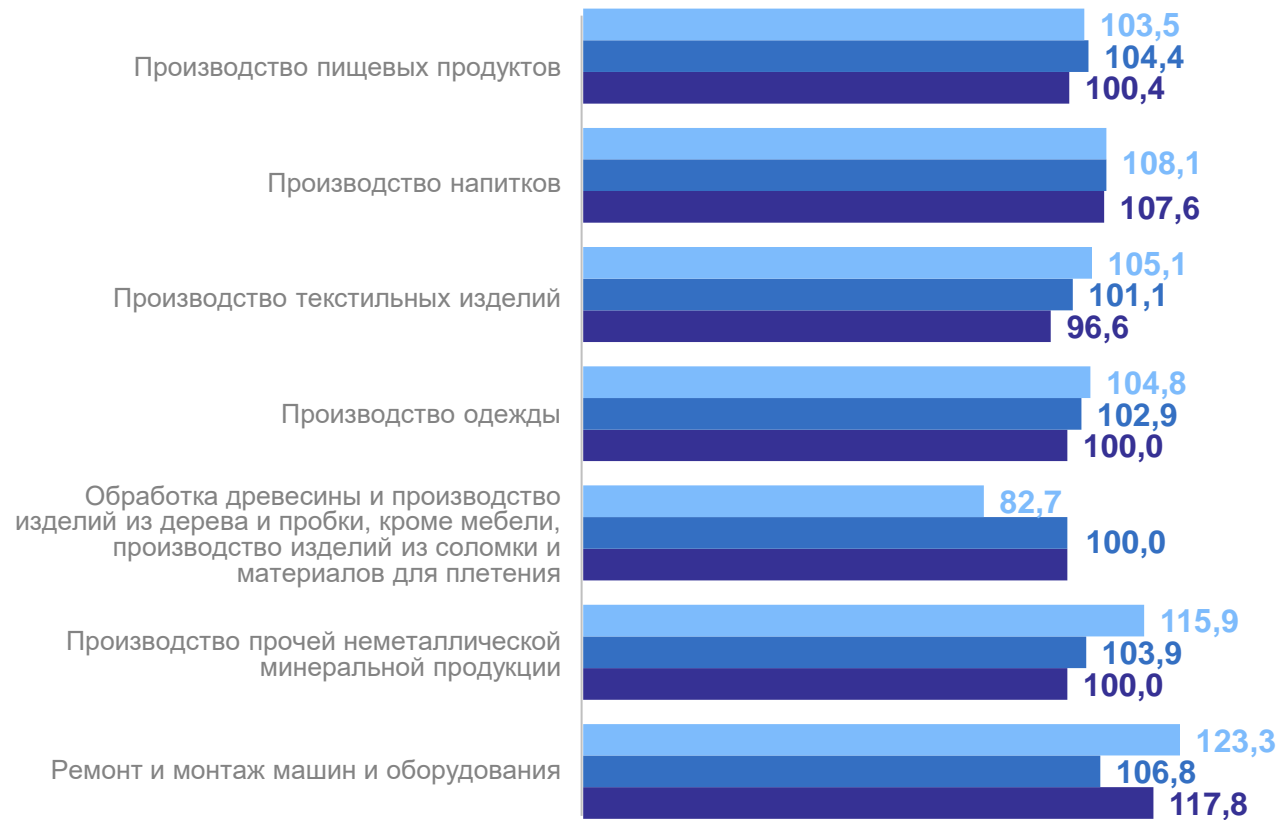 103,5
Производство пищевых продуктов
104,4
100,4
Производство напитков
108,1
107,6
105,1
Производство текстильных изделий
101,1
96,6
104,8
Производство одежды
102,9
100,0
Обработка древесины и производство
изделий из дерева и пробки, кроме мебели,
производство изделий из соломки и
материалов для плетения
82,7
100,0
Производство прочей неметаллической
минеральной продукции
115,9
103,9
100,0
Ремонт и монтаж машин и оборудования
123,3
106,8
117,8